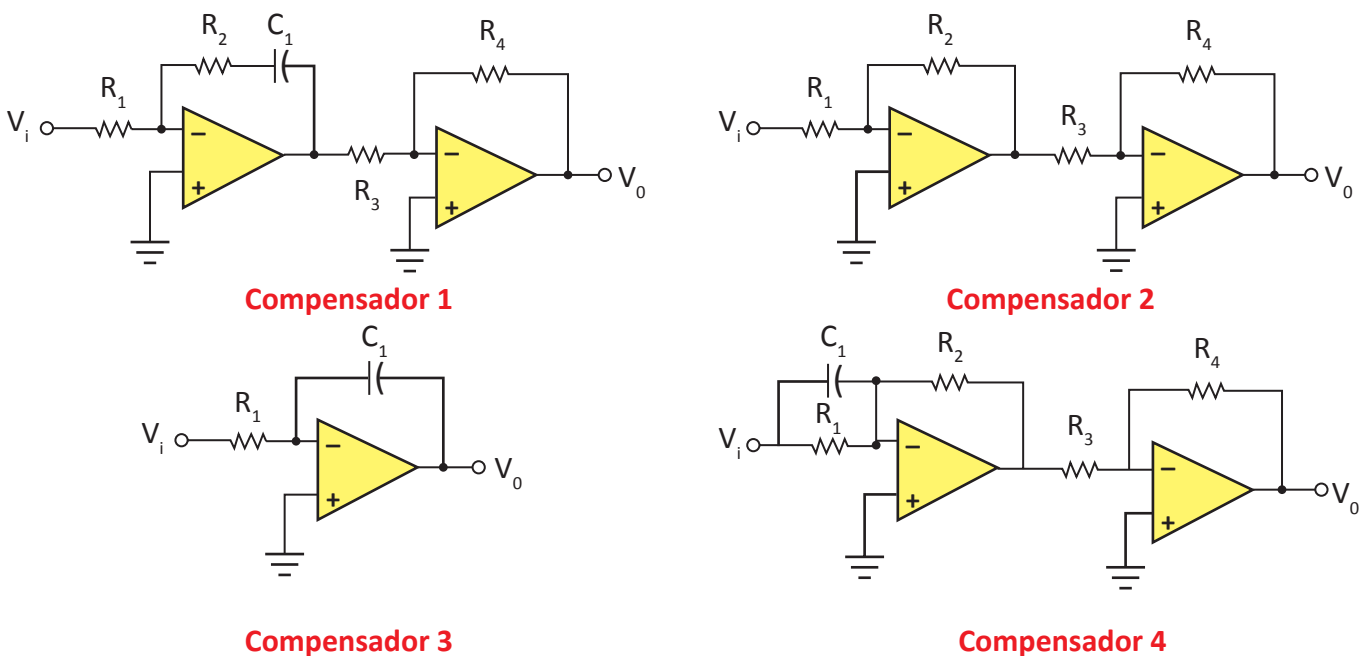 R₂ C₁ R₄
R₁
Vᵢ
−
+
R₃
−
+
V₀
Compensador 1
R₂ R₄
R₁
Vᵢ
−
+
R₃
−
+
V₀
Compensador 2
C₁
R₁
Vᵢ
−
+
V₀
Compensador 3
C₁ R₂ R₄
R₁
Vᵢ
−
+
R₃
−
+
V₀
Compensador 4